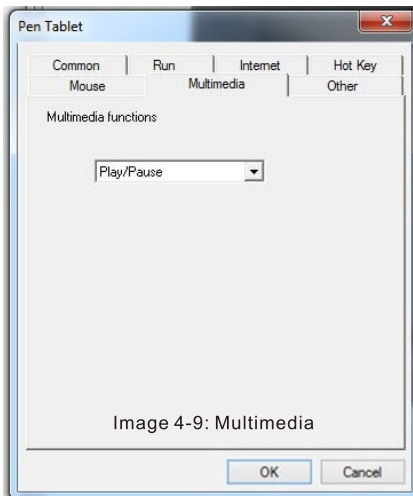 Pen Tablet
Common Run Internet Hot Key
Mouse Multimedia Other
Multimedia functions
Play/Pause
Image 4-9: Multimedia
OK Cancel